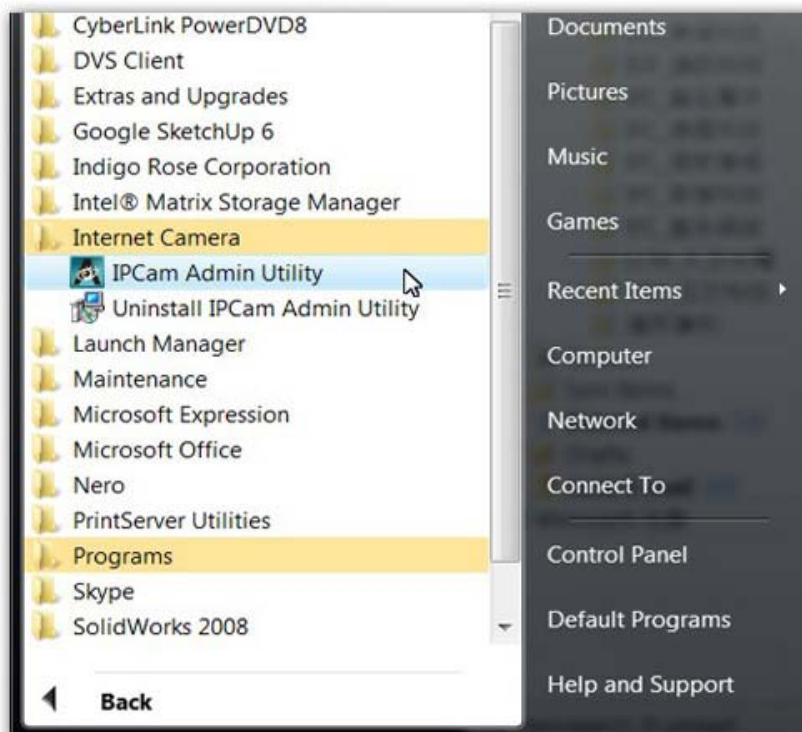 CyberLink PowerDVD8
DVS Client
Extras and Upgrades
Google SketchUp 6
Indigo Rose Corporation
Intel® Matrix Storage Manager
Internet Camera
IPCam Admin Utility
Uninstall IPCam Admin Utility
Launch Manager
Maintenance
Microsoft Expression
Microsoft Office
Nero
PrintServer Utilities
Programs
Skype
SolidWorks 2008
Back
Documents
Pictures
Music
Games
Recent Items
Computer
Network
Connect To
Control Panel
Default Programs
Help and Support